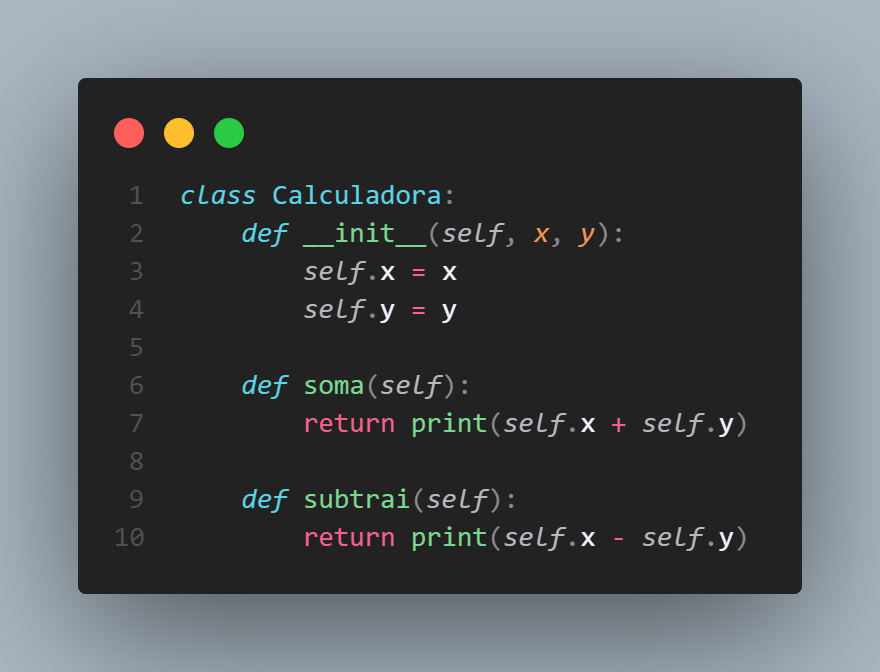 1 class Calculadora:
2     def __init__(self, x, y):
3         self.x = x
4         self.y = y
5
6     def soma(self):
7         return print(self.x + self.y)
8
9     def subtrai(self):
10         return print(self.x - self.y)